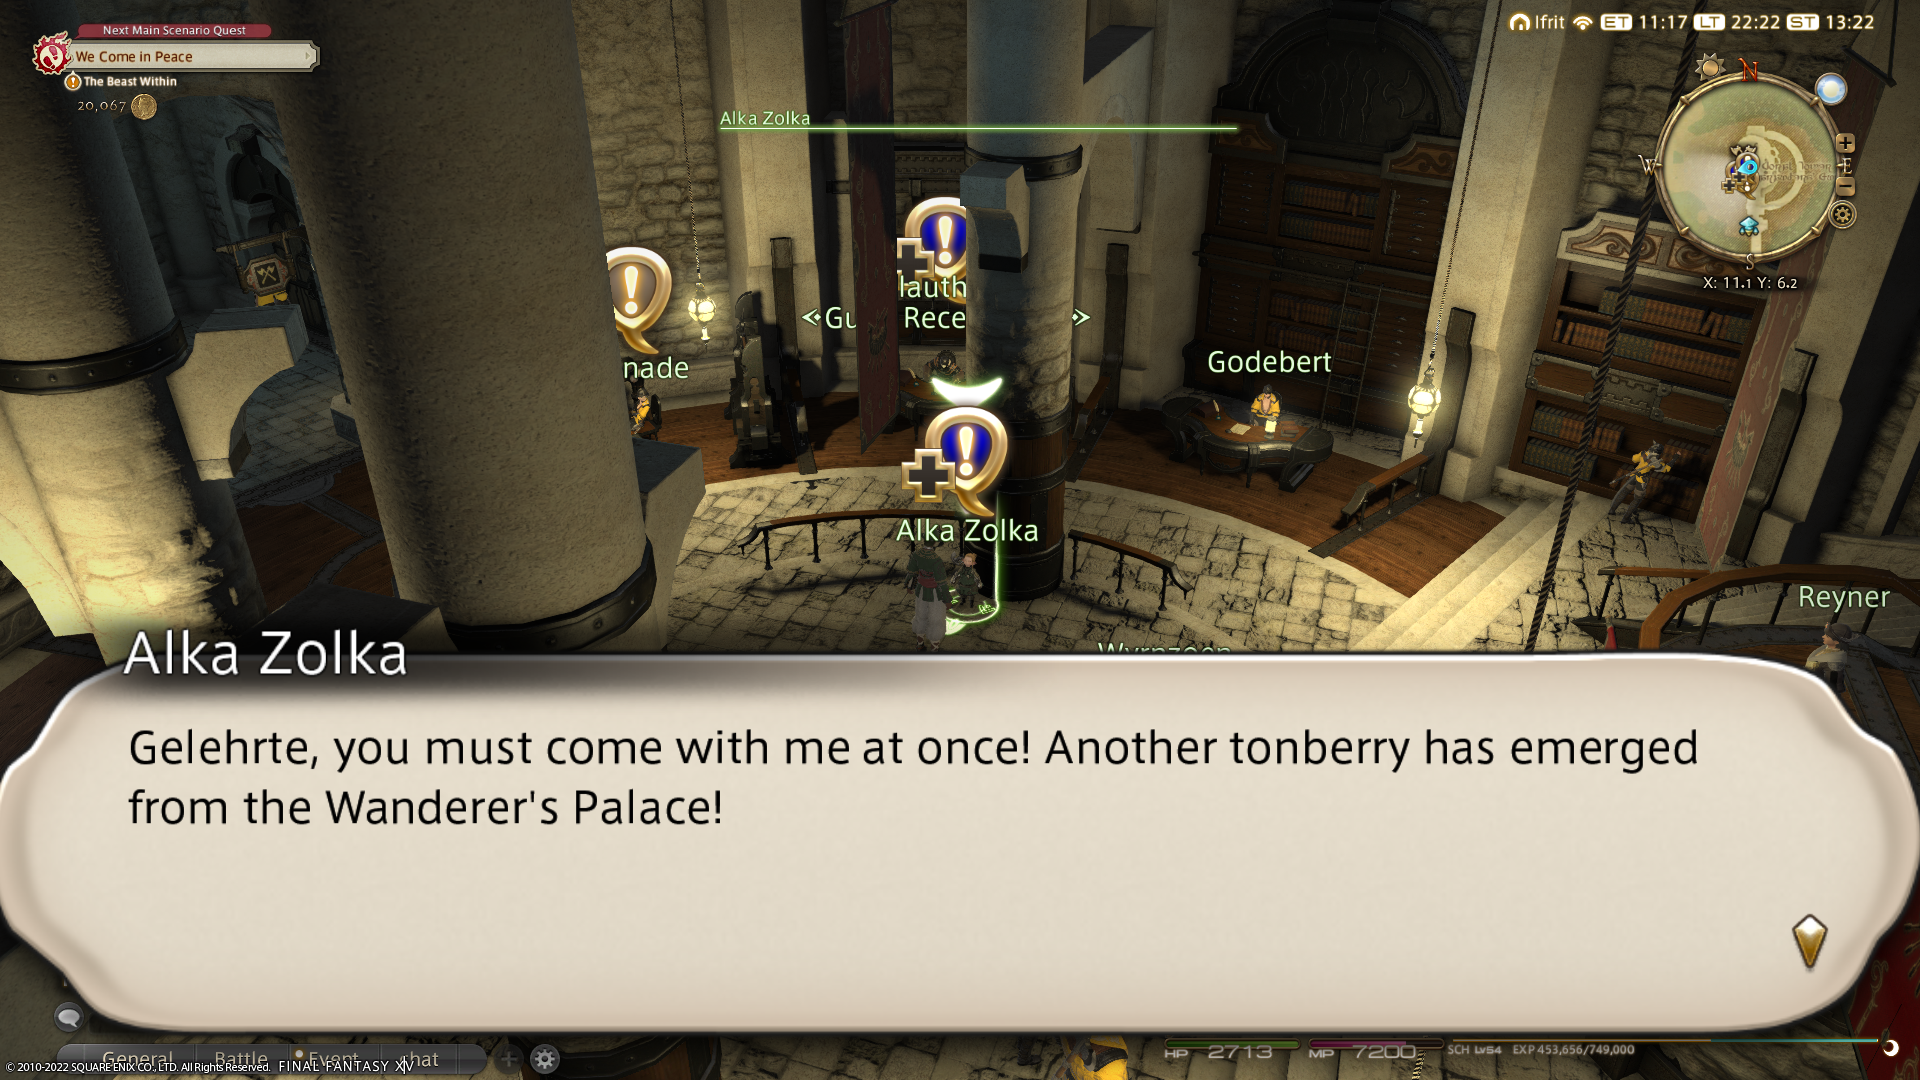 Next Main Scenario Quest
We Come in Peace
The Beast Within
20,067
Ifrit ET 11:17 LT 22:22 ST 13:22
N
W
E
S
X: 11.1 Y: 6.2
Alka Zolka
Rece
nade
Godebert
Alka Zolka
Reyner
Alka Zolka
Gelehrte, you must come with me at once! Another tonberry has emerged
from the Wanderer's Palace!
General Battle Event
HP 2713 MP 7200 SCH Lv54 EXP 453,656/749,000
© 2010-2022 SQUARE ENIX CO., LTD. All Rights Reserved. FINAL FANTASY XIV